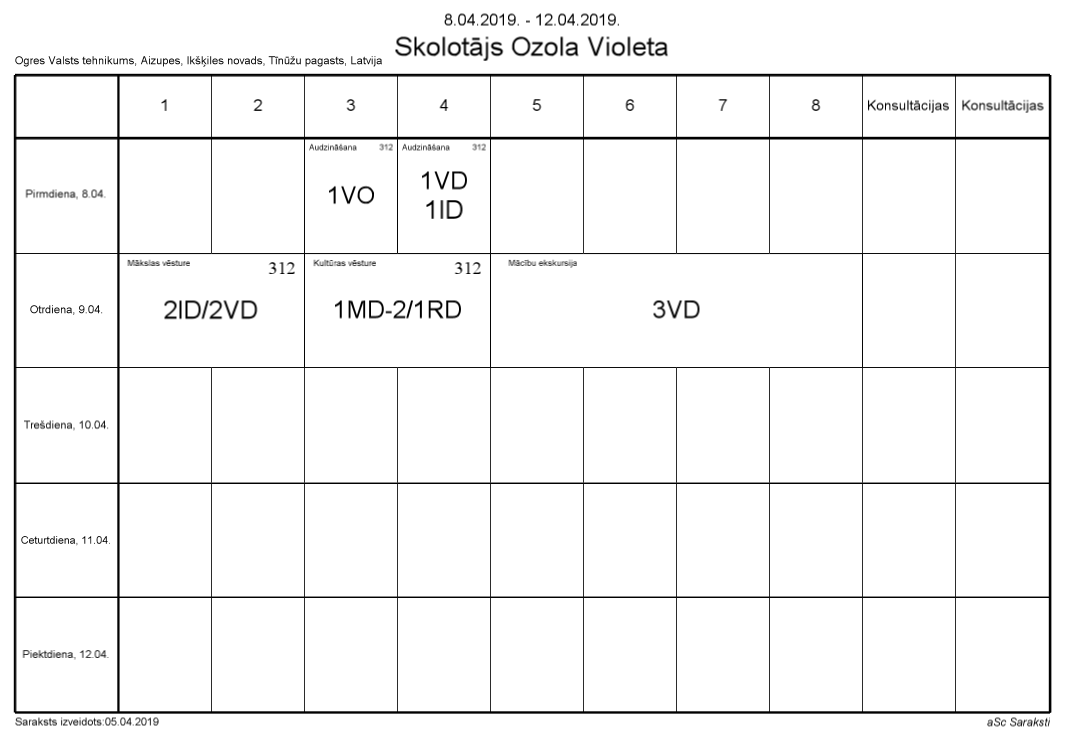 8.04.2019. - 12.04.2019.
Skolotājs Ozola Violeta
Ogres Valsts tehnikums, Aizupes, Ikšķiles novads, Tīnūžu pagasts, Latvija
1 2 3 4 5 6 7 8 Konsultācijas Konsultācijas
Pirmdiena, 8.04.
Audzināšana 312 Audzināšana 312
1VO
1VD
1ID
Otrdiena, 9.04.
Mākslas vēsture 312 Kultūras vēsture 312 Mācību ekskursija
2ID/2VD 1MD-2/1RD 3VD
Trešdiena, 10.04.
Ceturtdiena, 11.04.
Piektdiena, 12.04.
Saraksts izveidots:05.04.2019 aSc Saraksti